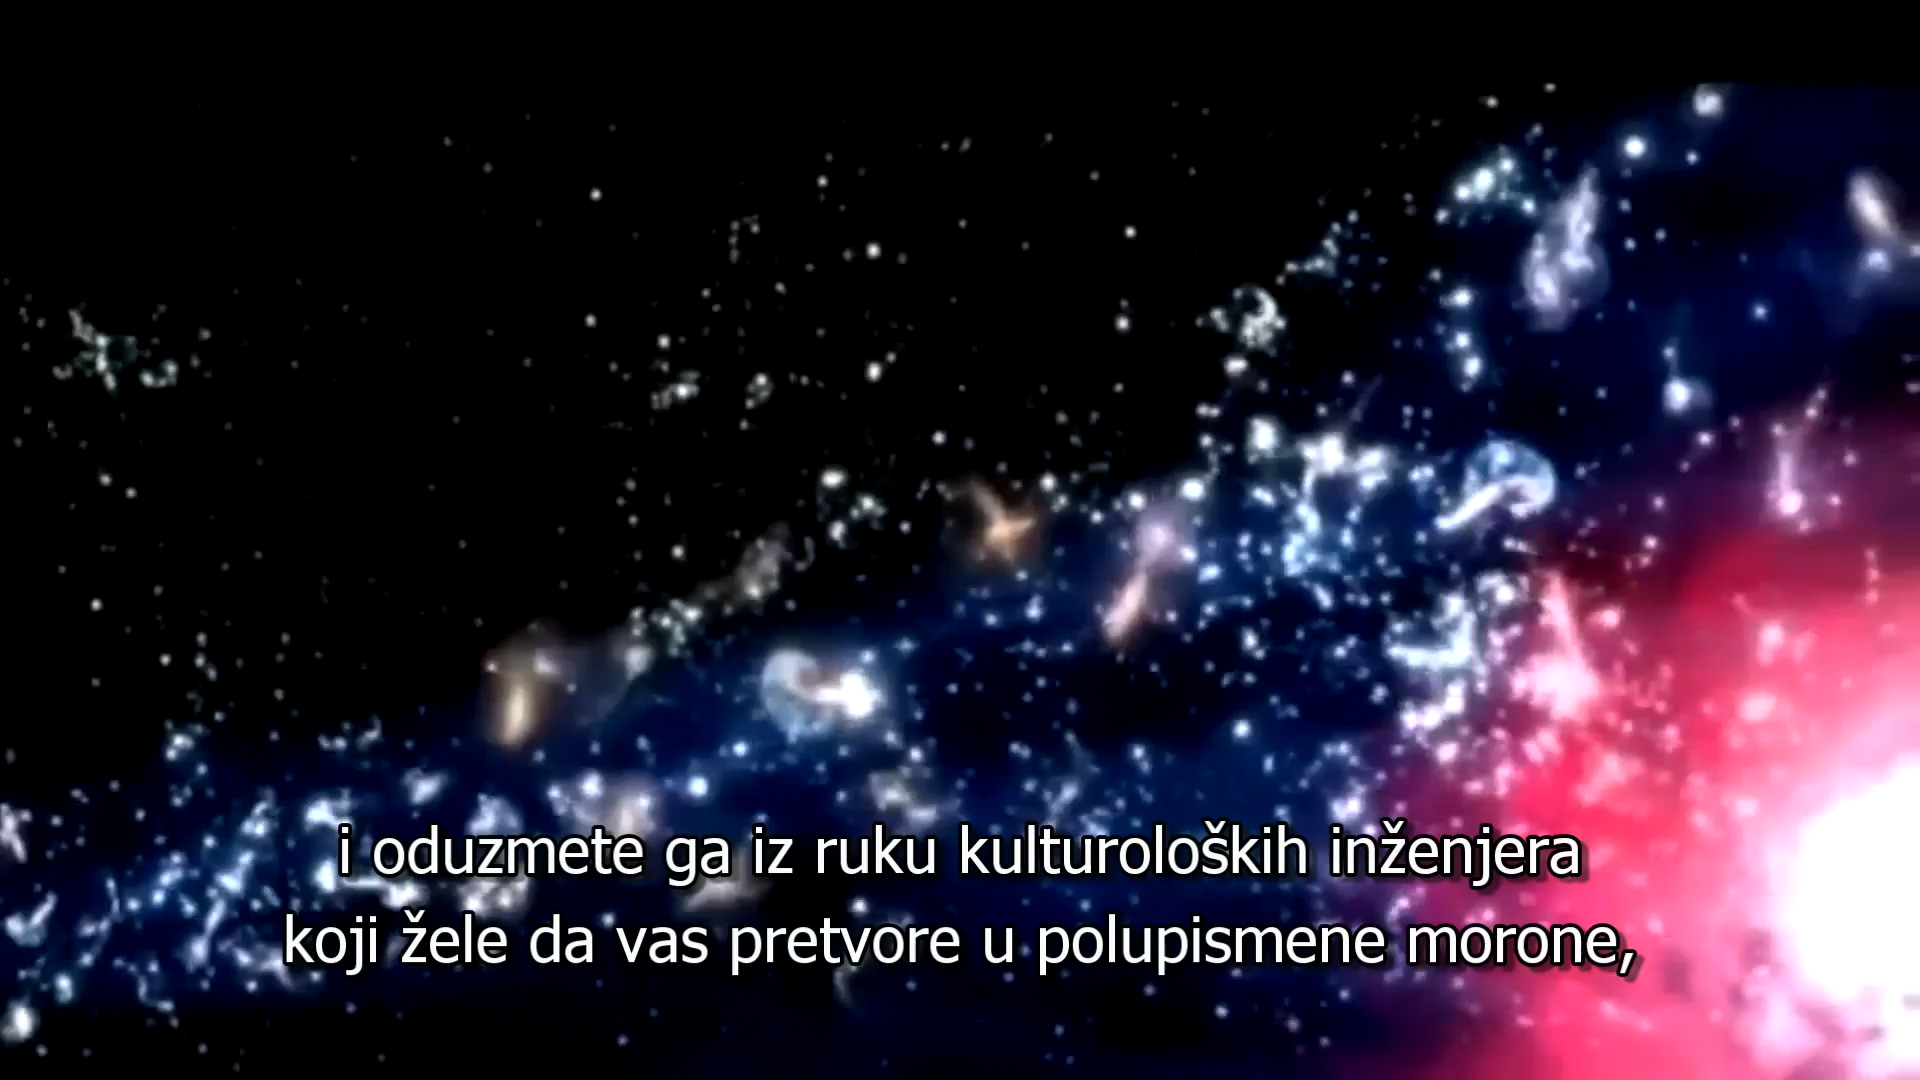 i oduzmete ga iz ruku kulturoloških inženjera
koji žele da vas pretvore u polupismene morone,